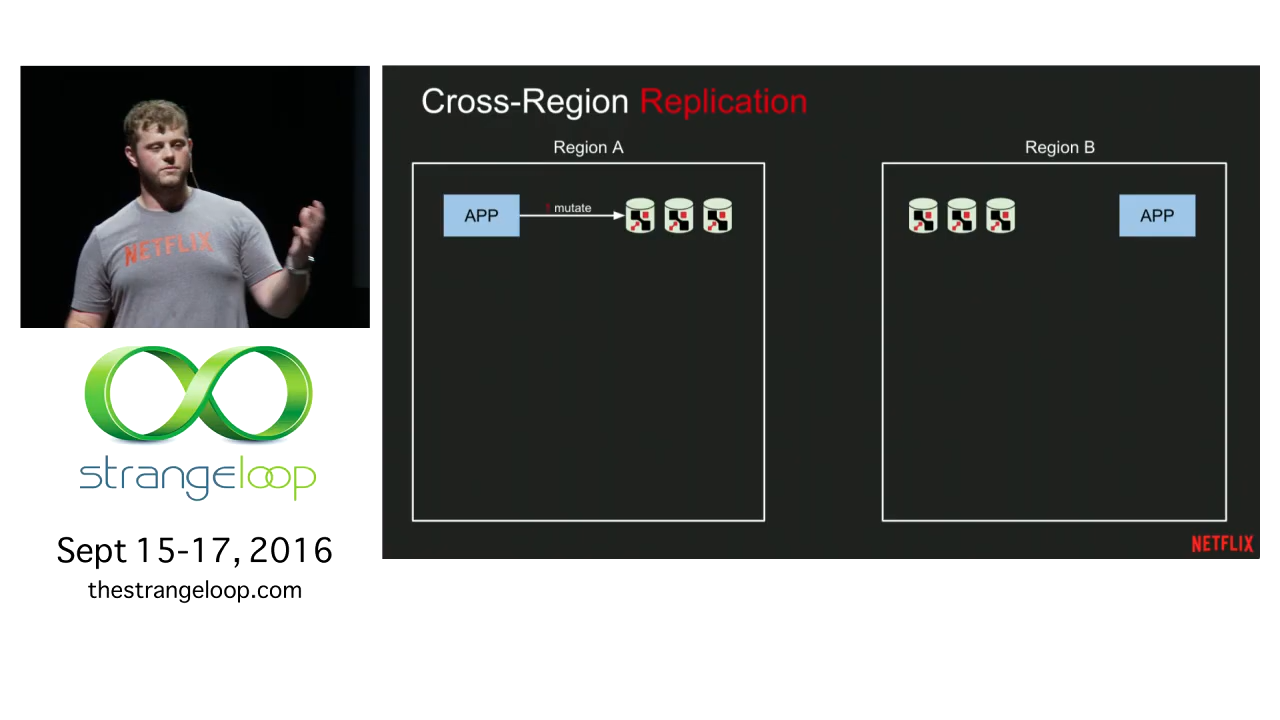 Cross-Region Replication
Region A
Region B
APP
mutate
APP
NETFLIX
NETFLIX
strangeloop
Sept 15-17, 2016
thestrangeloop.com